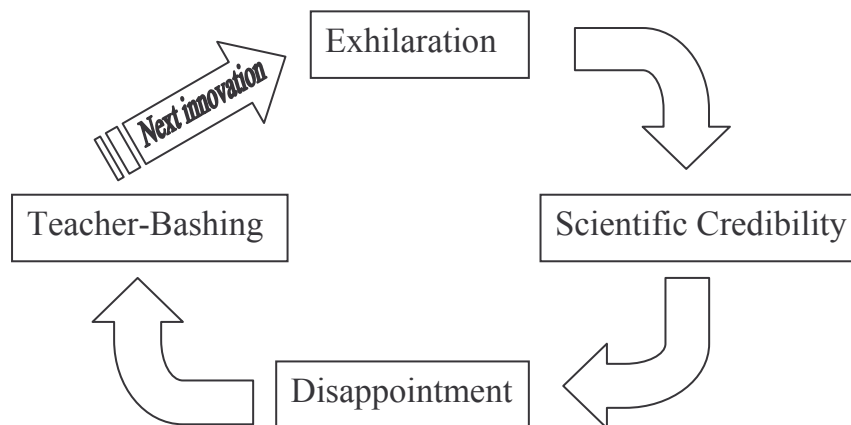 Exhilaration
Next innovation
Teacher-Bashing
Scientific Credibility
Disappointment